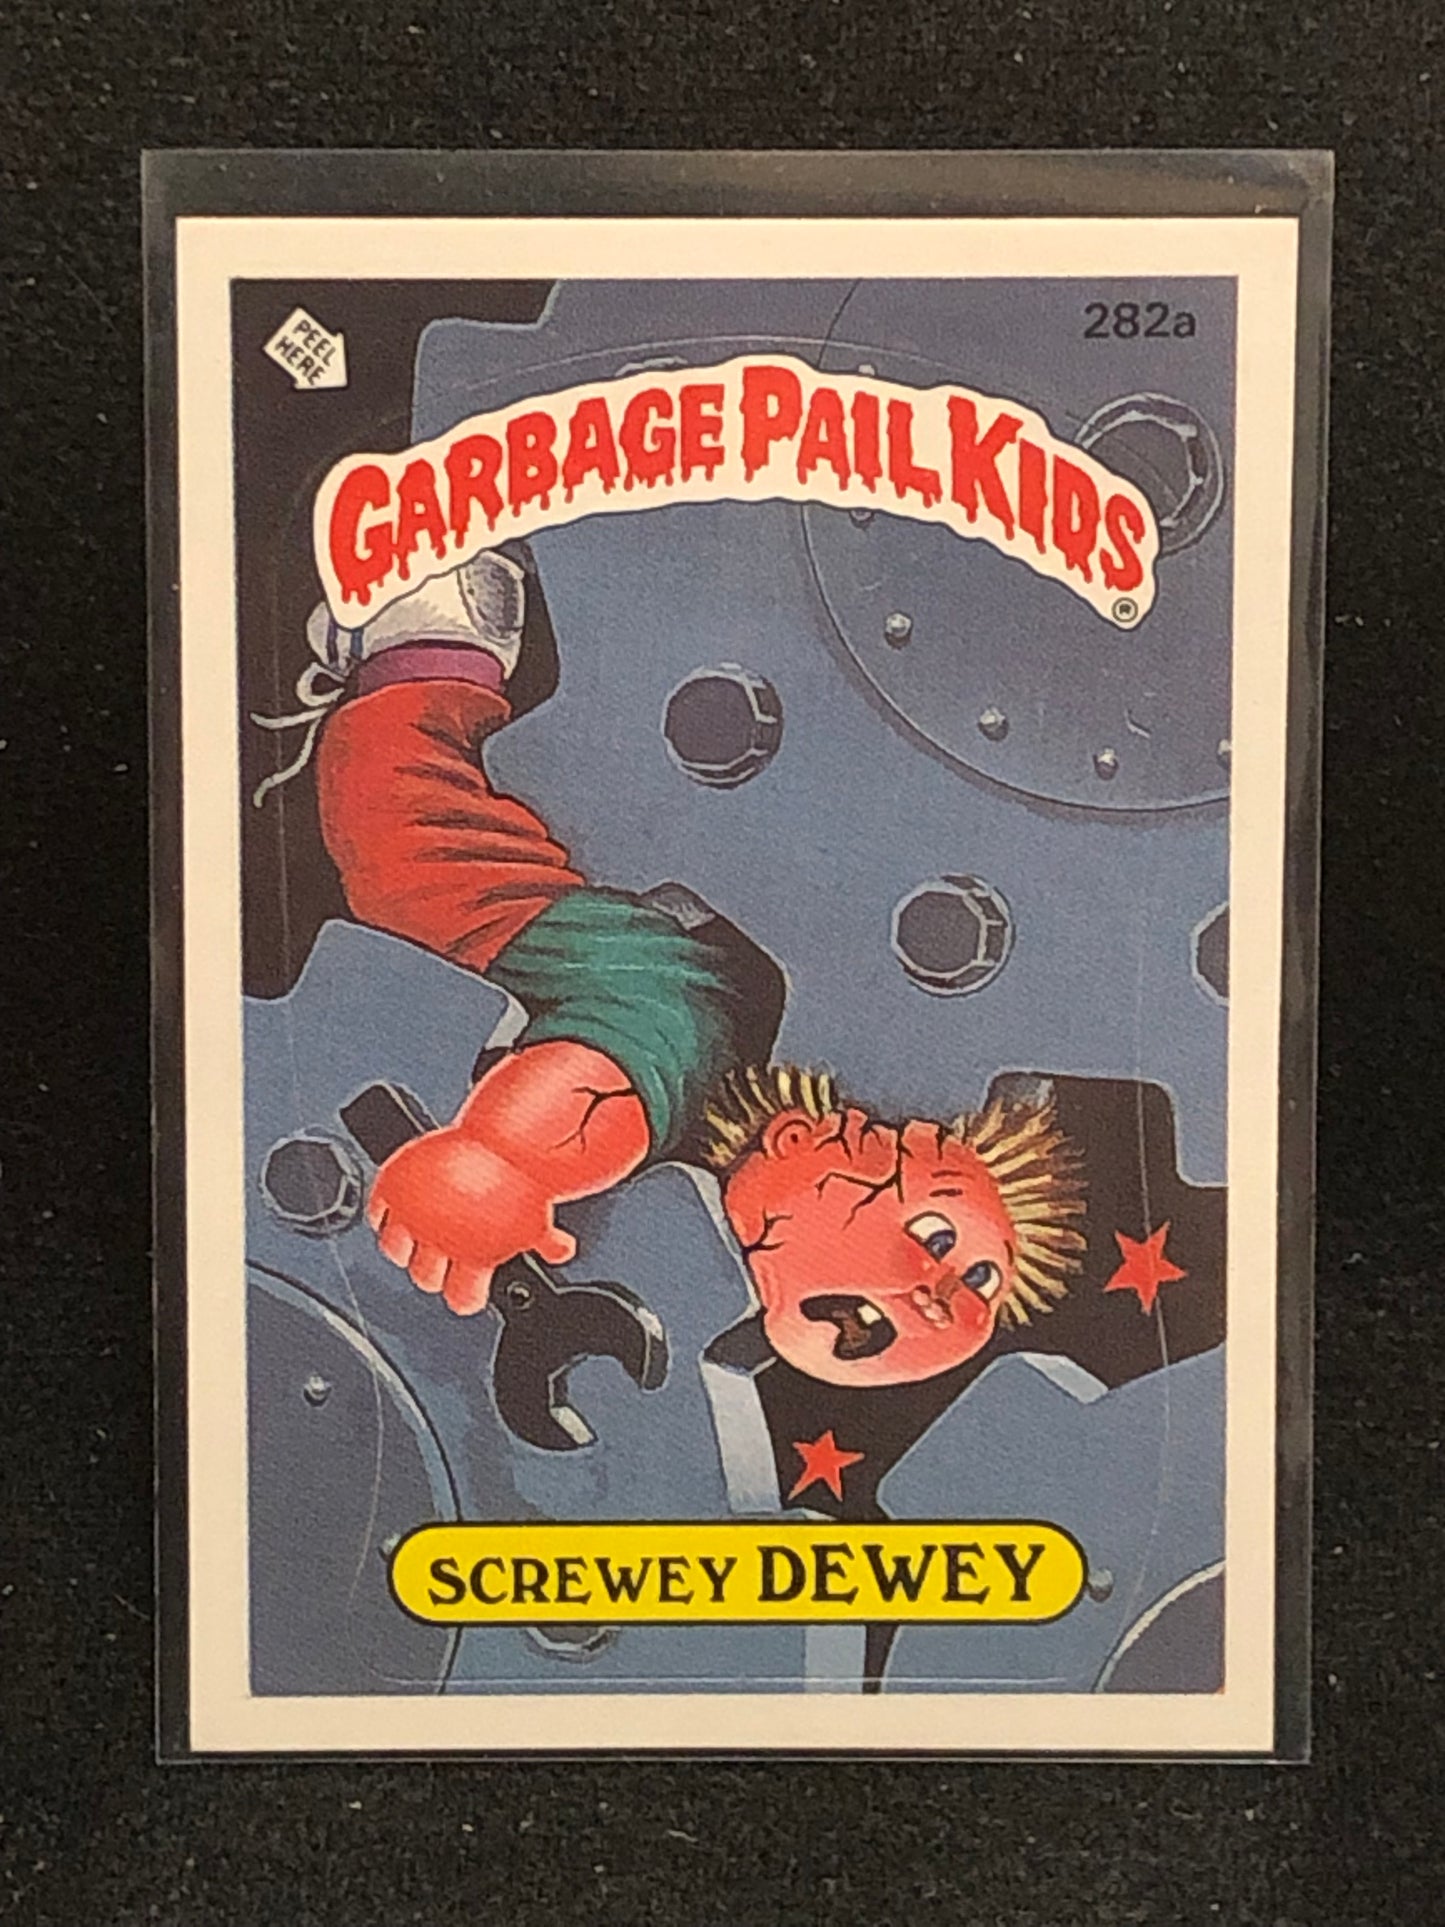 PEEL
HERE
282a
GARBAGE PAIL KIDS
®
SCREWEY DEWEY